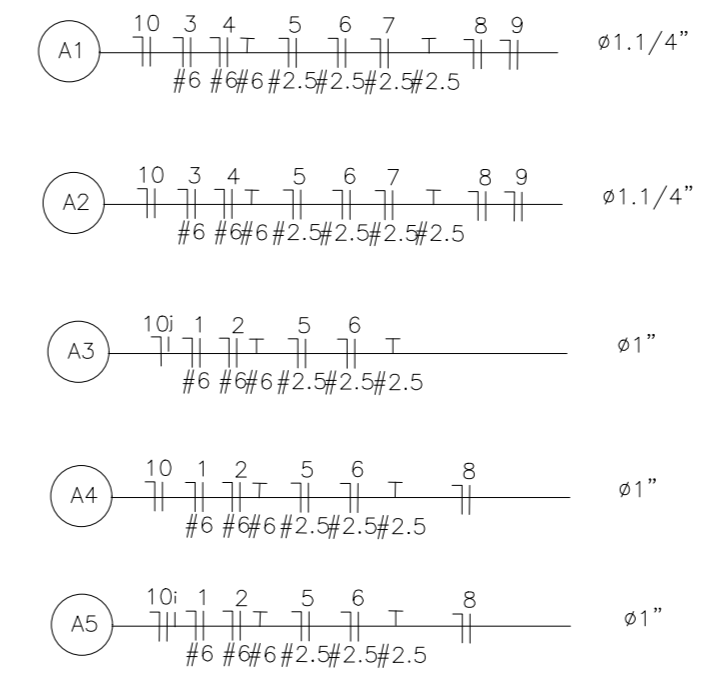 10 3 4 5 6 7 8 9
A1 ø1.1/4”
#6 #6#6 #2.5#2.5#2.5#2.5
10 3 4 5 6 7 8 9
A2 ø1.1/4”
#6 #6#6 #2.5#2.5#2.5#2.5
10i 1 2 5 6
A3 ø1”
#6 #6#6 #2.5#2.5#2.5
10 1 2 5 6 8
A4 ø1”
#6 #6#6 #2.5#2.5#2.5
10i 1 2 5 6 8
A5 ø1”
#6 #6#6 #2.5#2.5#2.5